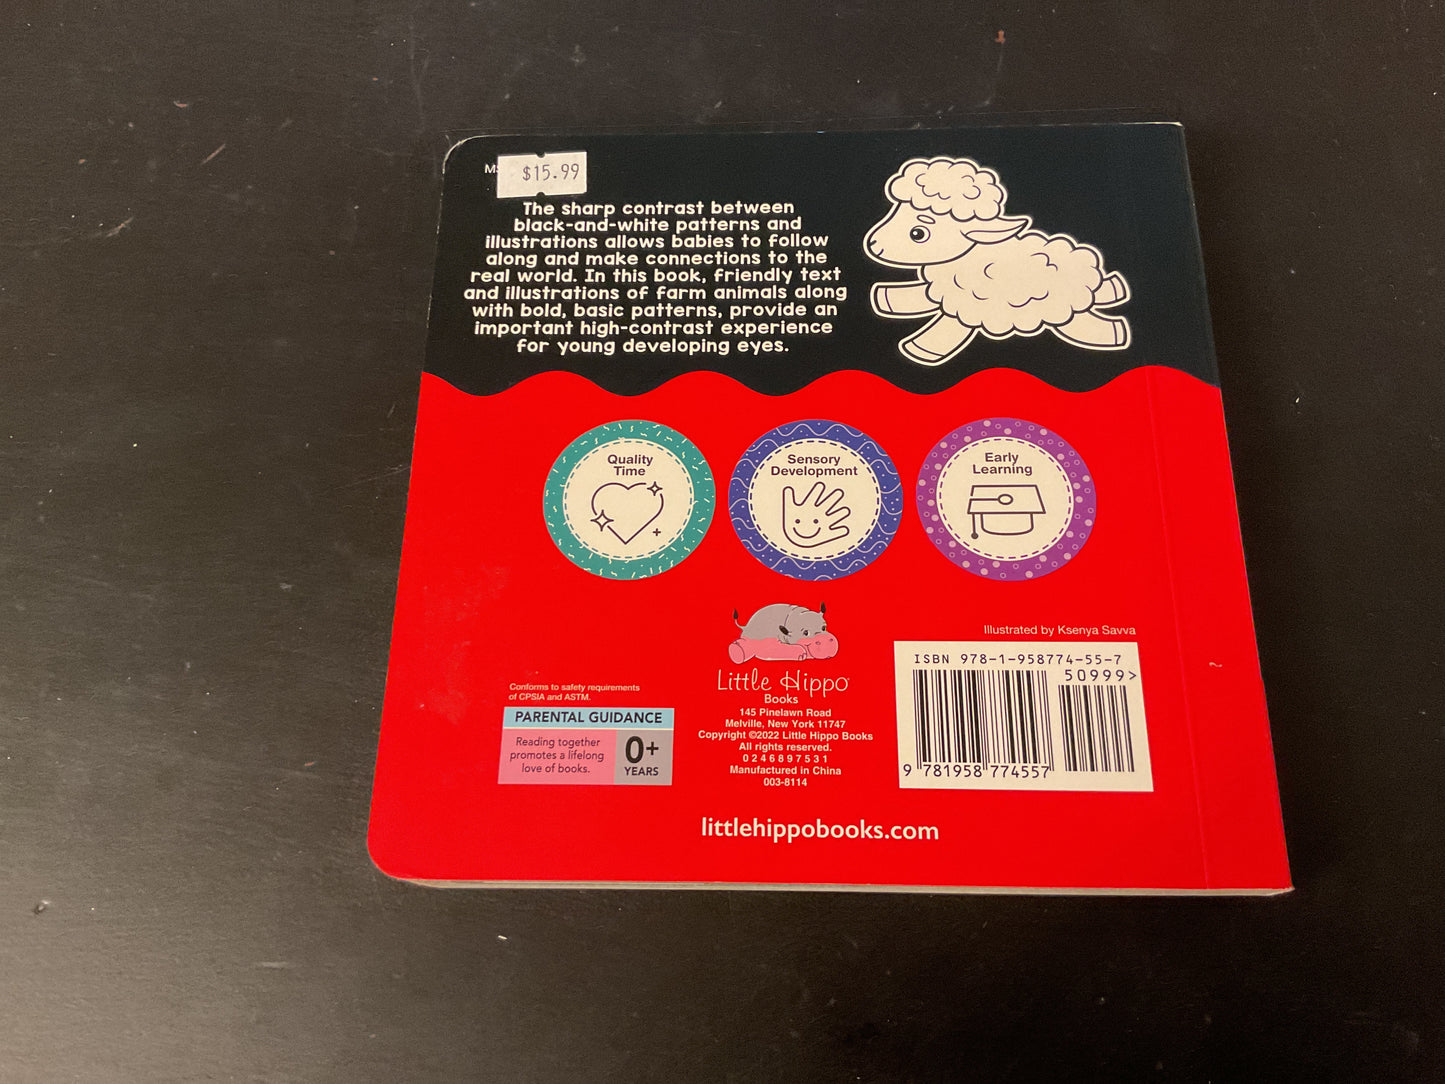 $15.99
The sharp contrast between
black-and-white patterns and
illustrations allows babies to follow
along and make connections to the
real world. In this book, friendly text
and illustrations of farm animals along
with bold, basic patterns, provide an
important high-contrast experience
for young developing eyes.
Quality
Time
Sensory
Development
Early
Learning
Illustrated by Ksenya Savva
ISBN 978-1-958774-55-7
50999>
9 781958 774557
Conforms to safety requirements
of CPSIA and ASTM.
PARENTAL GUIDANCE
Reading together
promotes a lifelong
love of books.
0+
YEARS
Little Hippo
Books
145 Pinelawn Road
Melville, New York 11747
Copyright ©2022 Little Hippo Books
All rights reserved.
0 2 4 6 8 9 7 5 3 1
Manufactured in China
003-8114
littlehippobooks.com